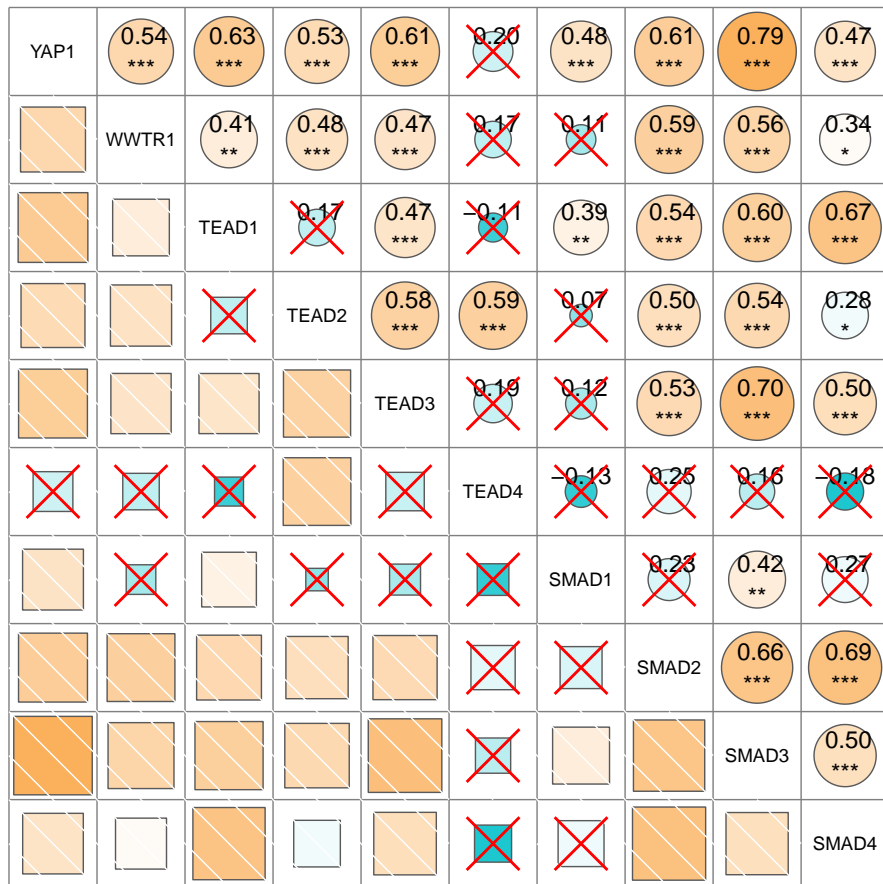 YAP1 0.54 0.63 0.53 0.61 0.20 0.48 0.61 0.79 0.47
*** *** *** *** *** *** *** ***
WWTR1 0.41 0.48 0.47 0.17 0.11 0.59 0.56 0.34
** *** *** *** *** *
TEAD1 0.17 0.47 −0.11 0.39 0.54 0.60 0.67
*** ** *** *** ***
TEAD2 0.58 0.59 0.07 0.50 0.54 0.28
*** *** *** *** *
TEAD3 0.19 0.12 0.53 0.70 0.50
*** *** ***
TEAD4 −0.13 0.25 0.16 −0.18
SMAD1 0.23 0.42 0.27
**
SMAD2 0.66 0.69
*** ***
SMAD3 0.50
***
SMAD4